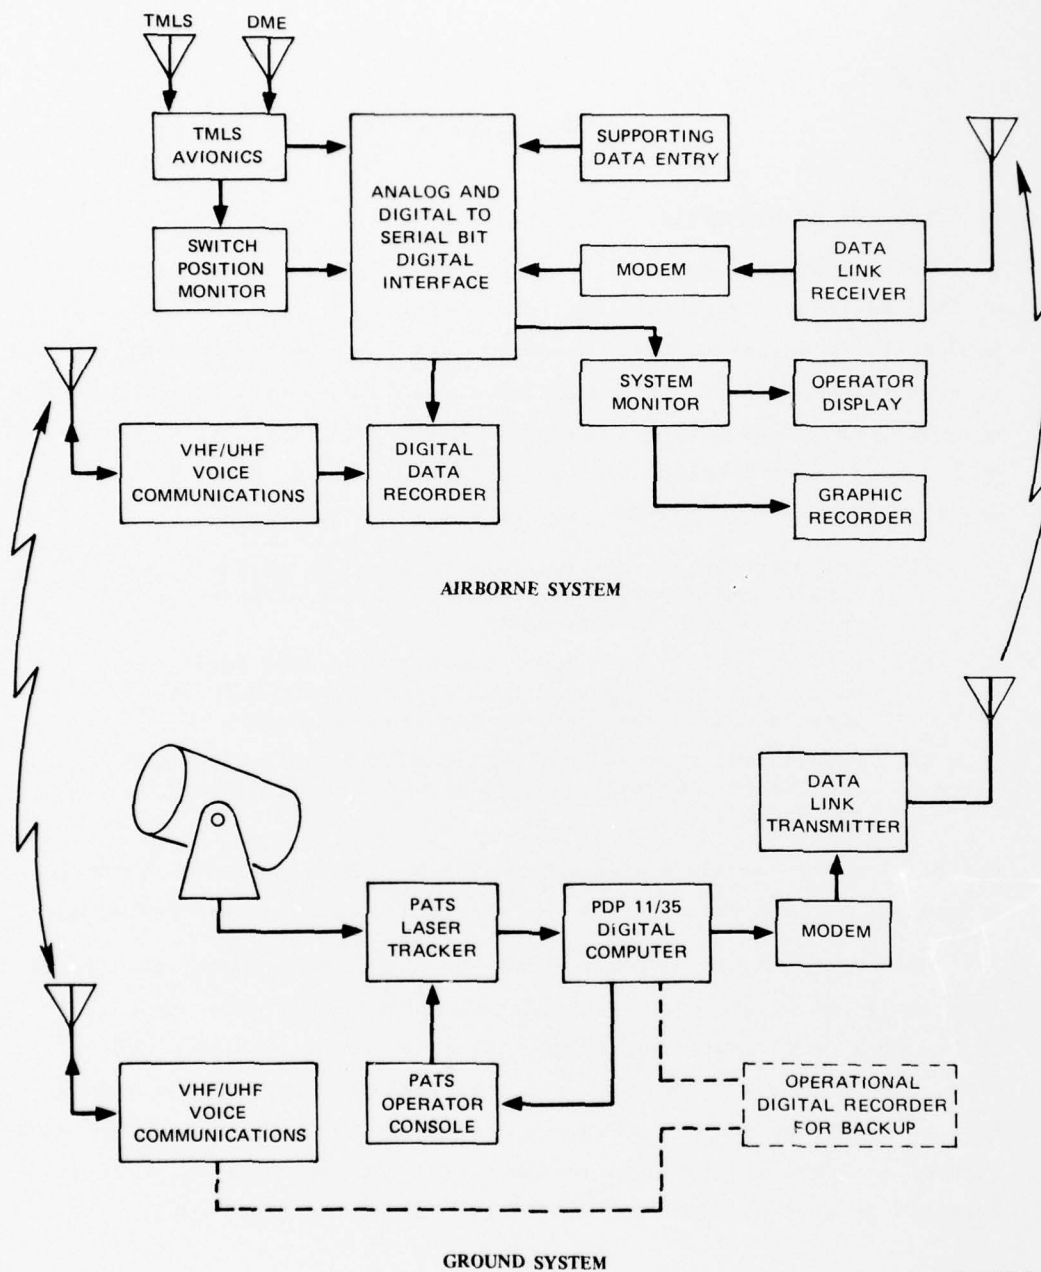 TMLS
DME
TMLS
AVIONICS
ANALOG AND
DIGITAL TO
SERIAL BIT
DIGITAL
INTERFACE
SUPPORTING
DATA ENTRY
SWITCH
POSITION
MONITOR
MODEM
DATA
LINK
RECEIVER
SYSTEM
MONITOR
OPERATOR
DISPLAY
VHF/UHF
VOICE
COMMUNICATIONS
DIGITAL
DATA
RECORDER
GRAPHIC
RECORDER
AIRBORNE SYSTEM
DATA
LINK
TRANSMITTER
PATS
LASER
TRACKER
PDP 11/35
DIGITAL
COMPUTER
MODEM
VHF/UHF
VOICE
COMMUNICATIONS
PATS
OPERATOR
CONSOLE
OPERATIONAL
DIGITAL RECORDER
FOR BACKUP
GROUND SYSTEM